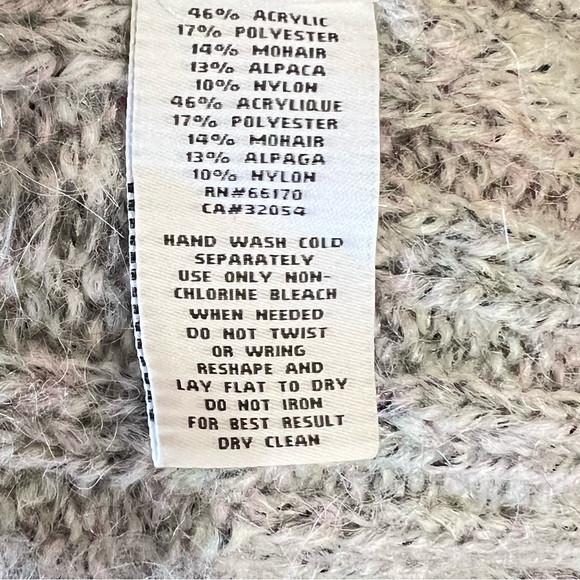 46% ACRYLIC
17% POLYESTER
14% MOHAIR
13% ALPACA
10% NYLON
46% ACRYLIQUE
17% POLYESTER
14% MOHAIR
13% ALPAGA
10% NYLON
RN#66170
CA#32054
HAND WASH COLD
SEPARATELY
USE ONLY NON-
CHLORINE BLEACH
WHEN NEEDED
DO NOT TWIST
OR WRING
RESHAPE AND
LAY FLAT TO DRY
DO NOT IRON
FOR BEST RESULT
DRY CLEAN